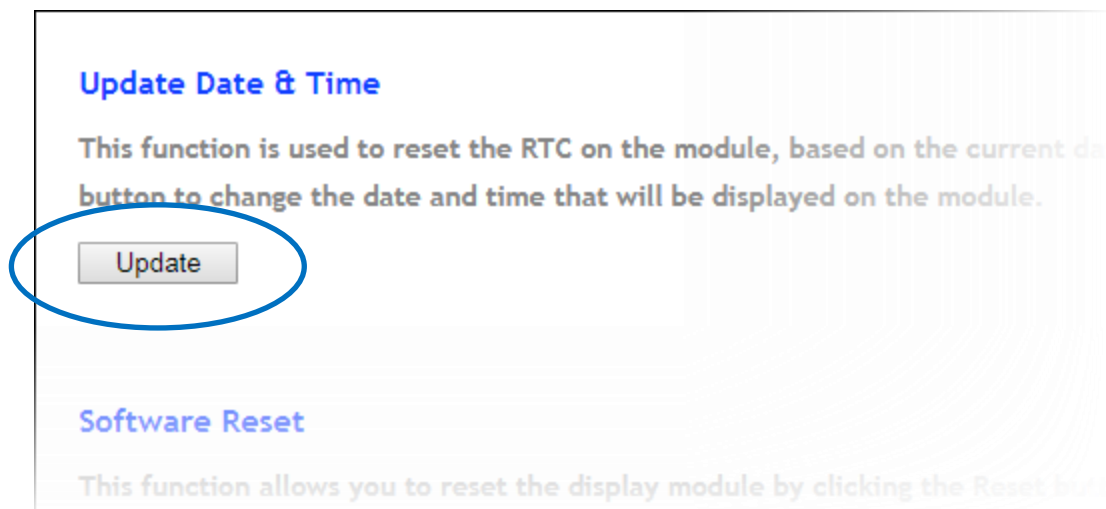 Update Date & Time
This function is used to reset the RTC on the module, based on the current da
button to change the date and time that will be displayed on the module.
Update
Software Reset
This function allows you to reset the display module by clicking the Reset